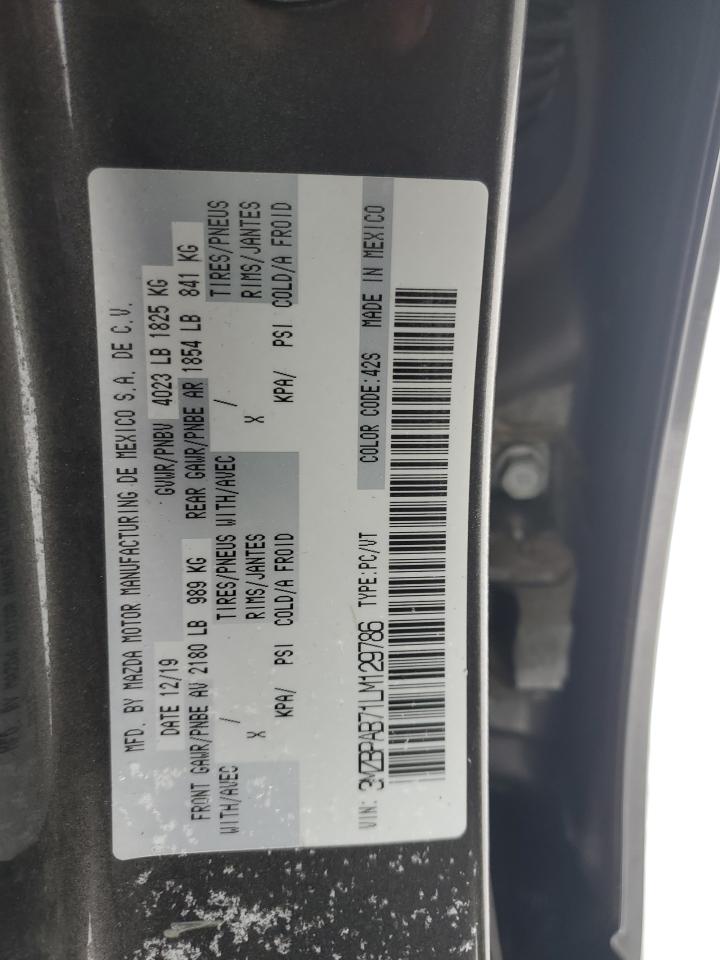 MFD. BY MAZDA MOTOR MANUFACTURING DE MEXICO S.A. DE C.V.
DATE 12/19 GVWR/PNBV 4023 LB 1825 KG
FRONT GAWR/PNBE AV 2180 LB 989 KG REAR GAWR/PNBE AR 1854 LB 841 KG
WITH/AVEC / TIRES/PNEUS WITH/AVEC / TIRES/PNEUS
X RIMS/JANTES X RIMS/JANTES
KPA/ PSI COLD/A FROID KPA/ PSI COLD/A FROID
VIN: 3MZBPAB71LM129786 TYPE:PC/VT COLOR CODE:42S MADE IN MEXICO